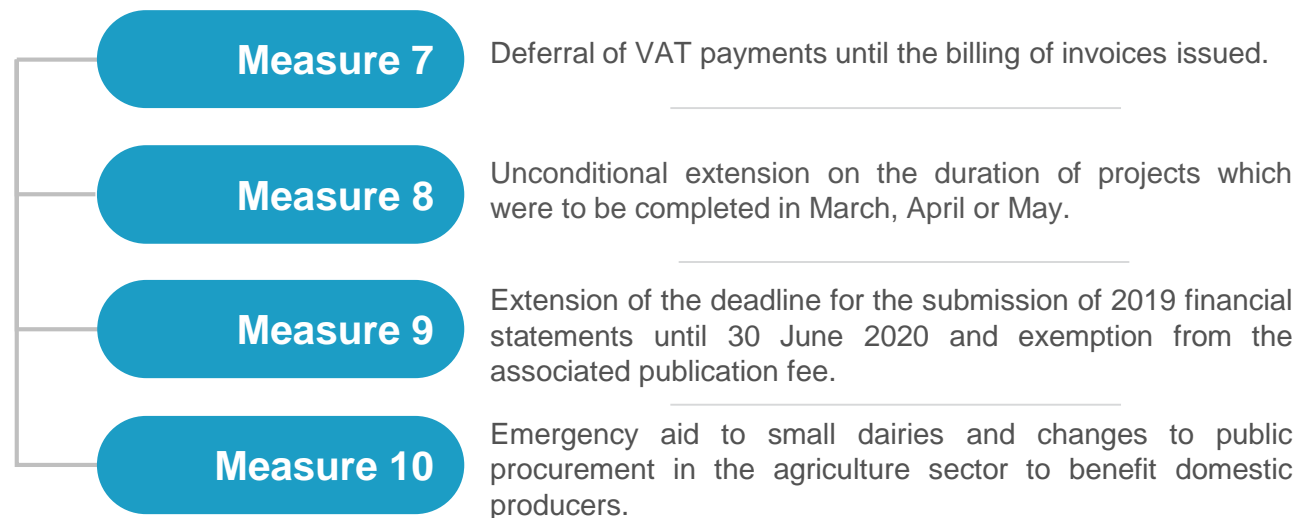 Measure 7
Deferral of VAT payments until the billing of invoices issued.
Measure 8
Unconditional extension on the duration of projects which
were to be completed in March, April or May.
Measure 9
Extension of the deadline for the submission of 2019 financial
statements until 30 June 2020 and exemption from the
associated publication fee.
Measure 10
Emergency aid to small dairies and changes to public
procurement in the agriculture sector to benefit domestic
producers.